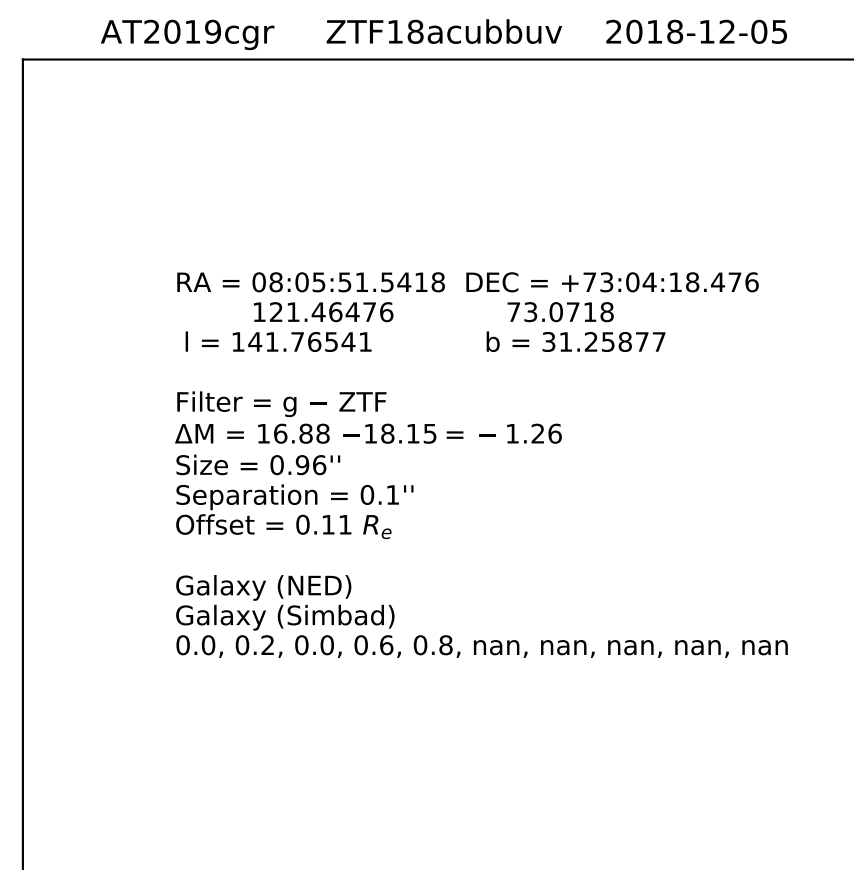 AT2019cgr ZTF18acubbuv 2018-12-05
RA = 08:05:51.5418 DEC = +73:04:18.476
121.46476 73.0718
l = 141.76541 b = 31.25877
Filter = g − ZTF
ΔM = 16.88 −18.15 = − 1.26
Size = 0.96''
Separation = 0.1''
Offset = 0.11 Re
Galaxy (NED)
Galaxy (Simbad)
0.0, 0.2, 0.0, 0.6, 0.8, nan, nan, nan, nan, nan